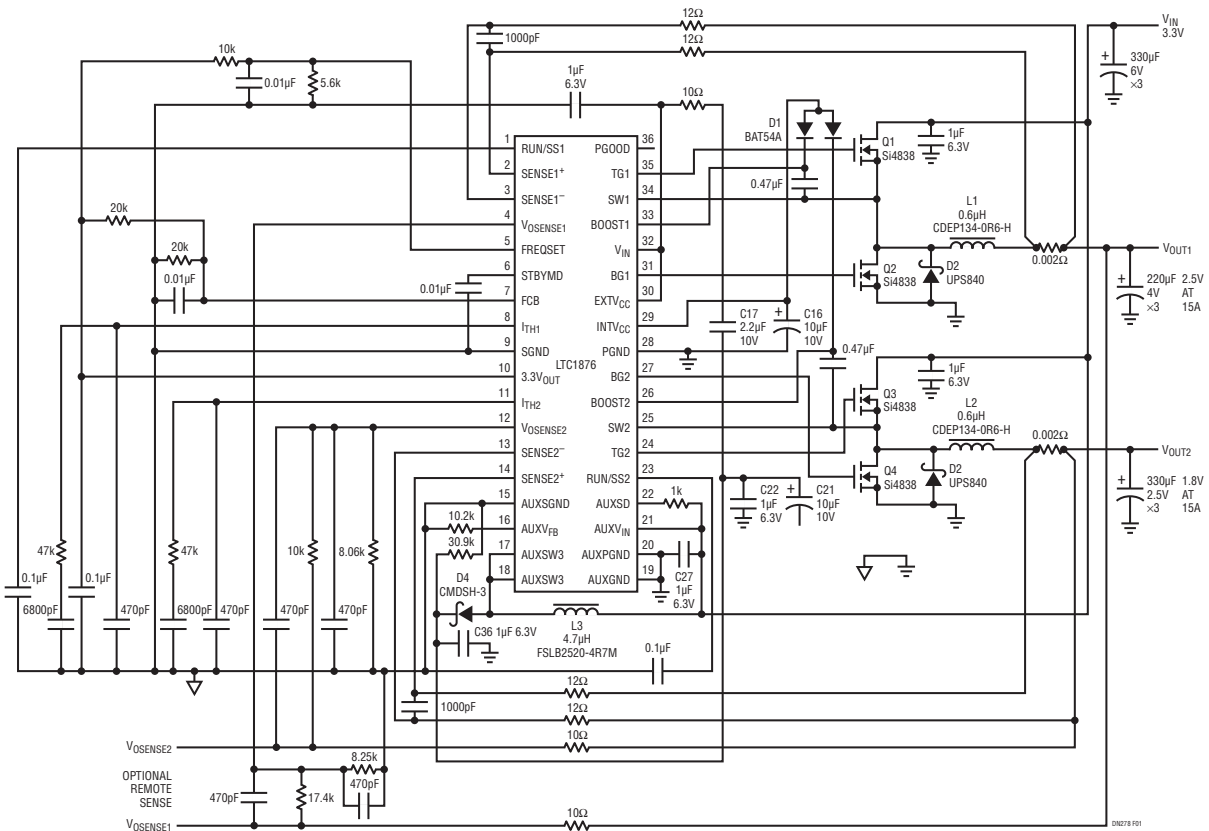 12Ω
1000pF
12Ω
V_IN
3.3V
10k
0.01µF
5.6k
1µF
6.3V
10Ω
+
330µF
6V
×3
D1
BAT54A
Q1
Si4838
1µF
6.3V
0.47µF
1 RUN/SS1 PGOOD 36
2 SENSE1⁺ TG1 35
3 SENSE1⁻ SW1 34
4 V_OSENSE1 BOOST1 33
5 FREQSET V_IN 32
6 STBYMD BG1 31
7 FCB EXTV_CC 30
8 I_TH1 INTV_CC 29
9 SGND PGND 28
LTC1876
10 3.3V_OUT BG2 27
11 I_TH2 BOOST2 26
12 V_OSENSE2 SW2 25
13 SENSE2⁻ TG2 24
14 SENSE2⁺ RUN/SS2 23
15 AUXSGND AUXSD 22
16 AUXV_FB AUXV_IN 21
17 AUXSW3 AUXPGND 20
18 AUXSW3 AUXGND 19
20k
20k
0.01µF
0.01µF
L1
0.6µH
CDEP134-0R6-H
0.002Ω
V_OUT1
Q2
Si4838
D2
UPS840
+
220µF 2.5V
4V AT
×3 15A
C17
2.2µF
10V
+
C16
10µF
10V
0.47µF
1µF
6.3V
Q3
Si4838
L2
0.6µH
CDEP134-0R6-H
0.002Ω
V_OUT2
Q4
Si4838
D2
UPS840
+
330µF 1.8V
2.5V AT
×3 15A
1k
C22
1µF
6.3V
+
C21
10µF
10V
10.2k
30.9k
C27
1µF
6.3V
47k
47k
10k
8.06k
0.1µF
6800pF
0.1µF
470pF
6800pF
470pF
470pF
470pF
D4
CMDSH-3
C36 1µF 6.3V
L3
4.7µH
FSLB2520-4R7M
0.1µF
12Ω
1000pF
12Ω
10Ω
V_OSENSE2
8.25k
OPTIONAL
REMOTE
SENSE
470pF
17.4k
470pF
V_OSENSE1
10Ω
DN278 F01